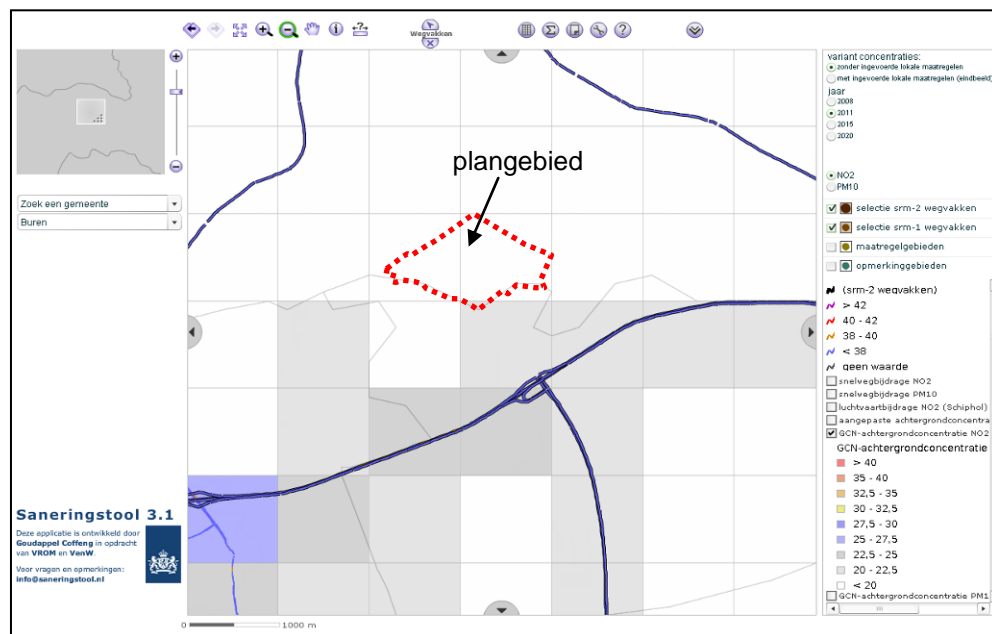 Wegvakken
Zoek een gemeente
Buren
plangebied
Saneringstool 3.1
Deze applicatie is ontwikkeld door
Goudappel Coffeng in opdracht
van VROM en VenW.
Voor vragen en opmerkingen:
info@saneringstool.nl
0 1000 m
variant concentraties:
zonder ingevoerde lokale maatregelen
met ingevoerde lokale maatregelen (eindbeeld)
jaar
2008
2011
2015
2020
NO2
PM10
selectie srm-2 wegvakken
selectie srm-1 wegvakken
maatregelgebieden
opmerkinggebieden
(srm-2 wegvakken)
> 42
40 - 42
38 - 40
< 38
geen waarde
snelwegbijdrage NO2
snelwegbijdrage PM10
luchtvaartbijdrage NO2 (Schiphol)
aangepaste achtergrondconcentra
GCN-achtergrondconcentratie NO2
GCN-achtergrondconcentratie
> 40
35 - 40
32,5 - 35
30 - 32,5
27,5 - 30
25 - 27,5
22,5 - 25
20 - 22,5
< 20
GCN-achtergrondconcentratie PM1